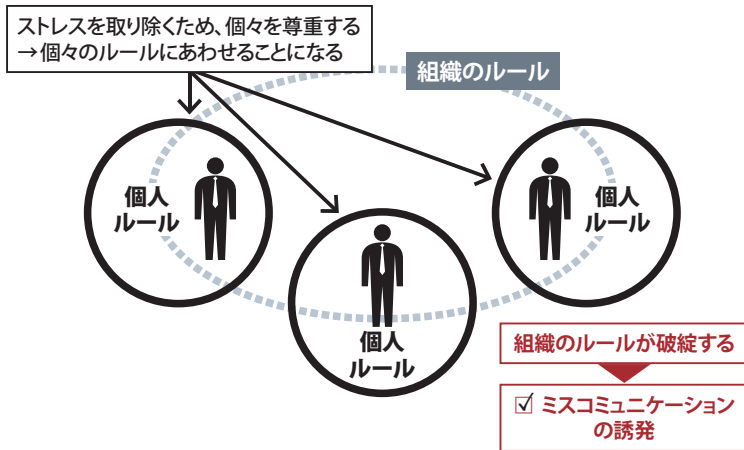 ストレスを取り除くため、個々を尊重する
→個々のルールにあわせることになる
組織のルール
個人
ルール
個人
ルール
個人
ルール
組織のルールが破綻する
☑ ミスコミュニケーション
の誘発